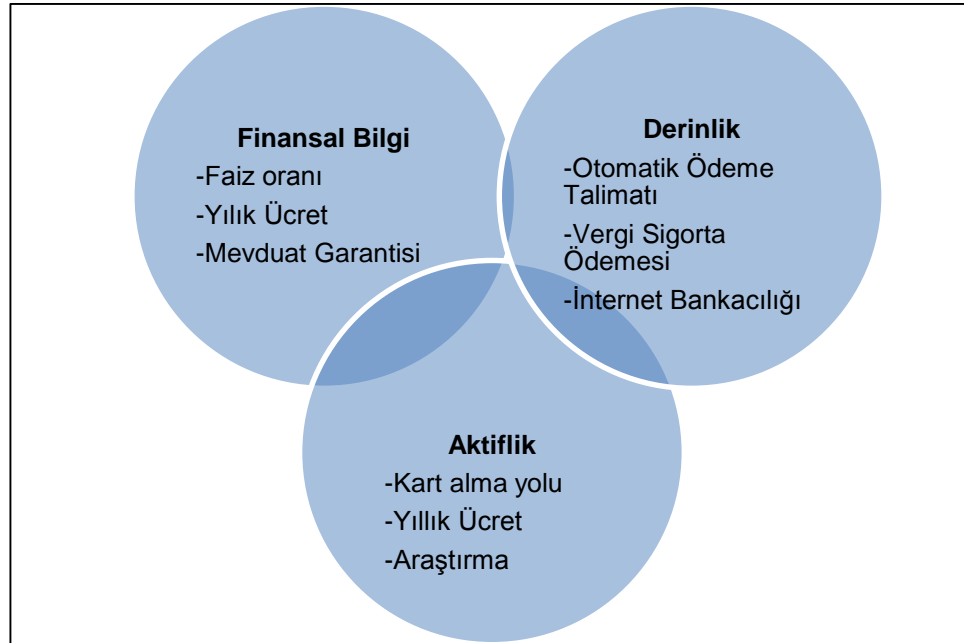 Finansal Bilgi
-Faiz oranı
-Yılık Ücret
-Mevduat Garantisi
Derinlik
-Otomatik Ödeme
Talimatı
-Vergi Sigorta
Ödemesi
-İnternet Bankacılığı
Aktiflik
-Kart alma yolu
-Yıllık Ücret
-Araştırma